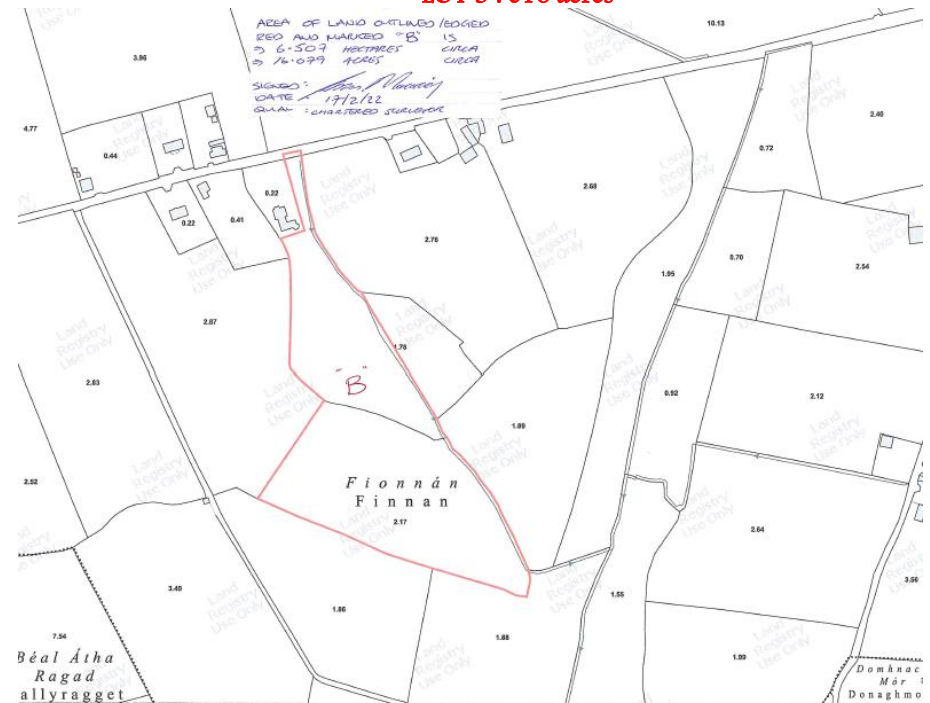 AREA OF LAND OUTLINED/EDGED
RED AND MARKED "B" IS
⇒ 6.507 HECTARES CIRCA
⇒ 16.079 ACRES CIRCA
SIGNED:
DATE 17/2/22
QUAL: CHARTERED SURVEYOR
10.13
3.96
4.77
0.44
2.40
0.72
0.22
2.68
0.22
0.41
2.76
0.70
2.54
1.95
2.87
1.78
2.83
"B"
0.92
2.12
1.89
2.52
Fionnán
Finnan
2.17
2.64
3.49
1.86
1.55
3.56
7.54
1.88
1.99
Béal Átha
Ragad
allyragget
Domhnac
Mór
Donaghmo
Land
Registry
Use Only